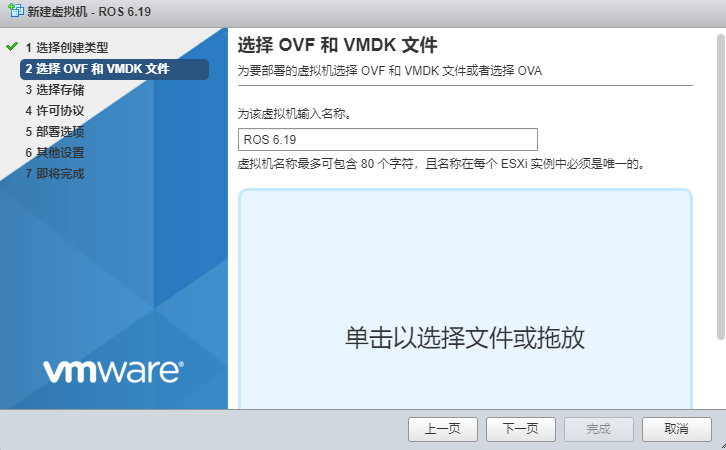 新建虚拟机 - ROS 6.19
1 选择创建类型
2 选择 OVF 和 VMDK 文件
3 选择存储
4 许可协议
5 部署选项
6 其他设置
7 即将完成
vmware®
选择 OVF 和 VMDK 文件
为要部署的虚拟机选择 OVF 和 VMDK 文件或者选择 OVA
为该虚拟机输入名称。
ROS 6.19
虚拟机名称最多可包含 80 个字符，且名称在每个 ESXi 实例中必须是唯一的。
单击以选择文件或拖放
上一页 下一页 完成 取消